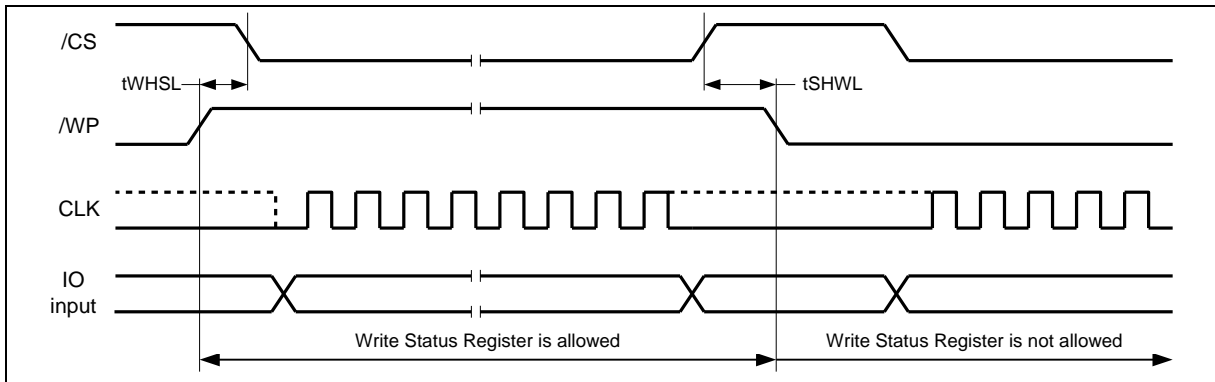 /CS
tWHSL
tSHWL
/WP
CLK
IO
input
Write Status Register is allowed
Write Status Register is not allowed